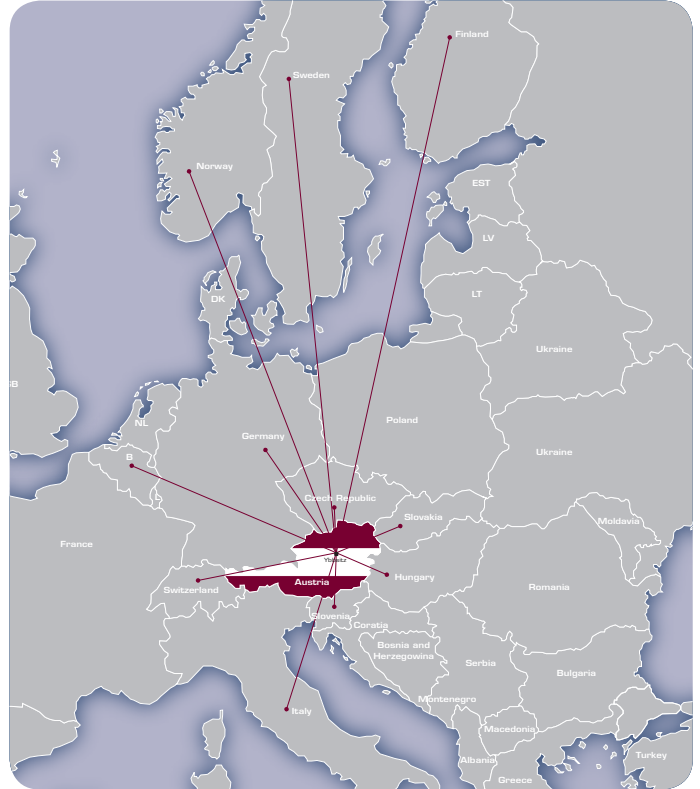 Finland
Sweden
Norway
EST
LV
LT
DK
Ukraine
GB
Poland
NL
Germany
Ukraine
B
Czech Republic
L
Slovakia
Moldavia
France
Ybbsitz
Hungary
Austria
Switzerland
Romania
Slovenia
Coratia
Bosnia and
Herzegowina
Serbia
Bulgaria
Montenegro
Italy
Macedonia
Turkey
Albania
Greece